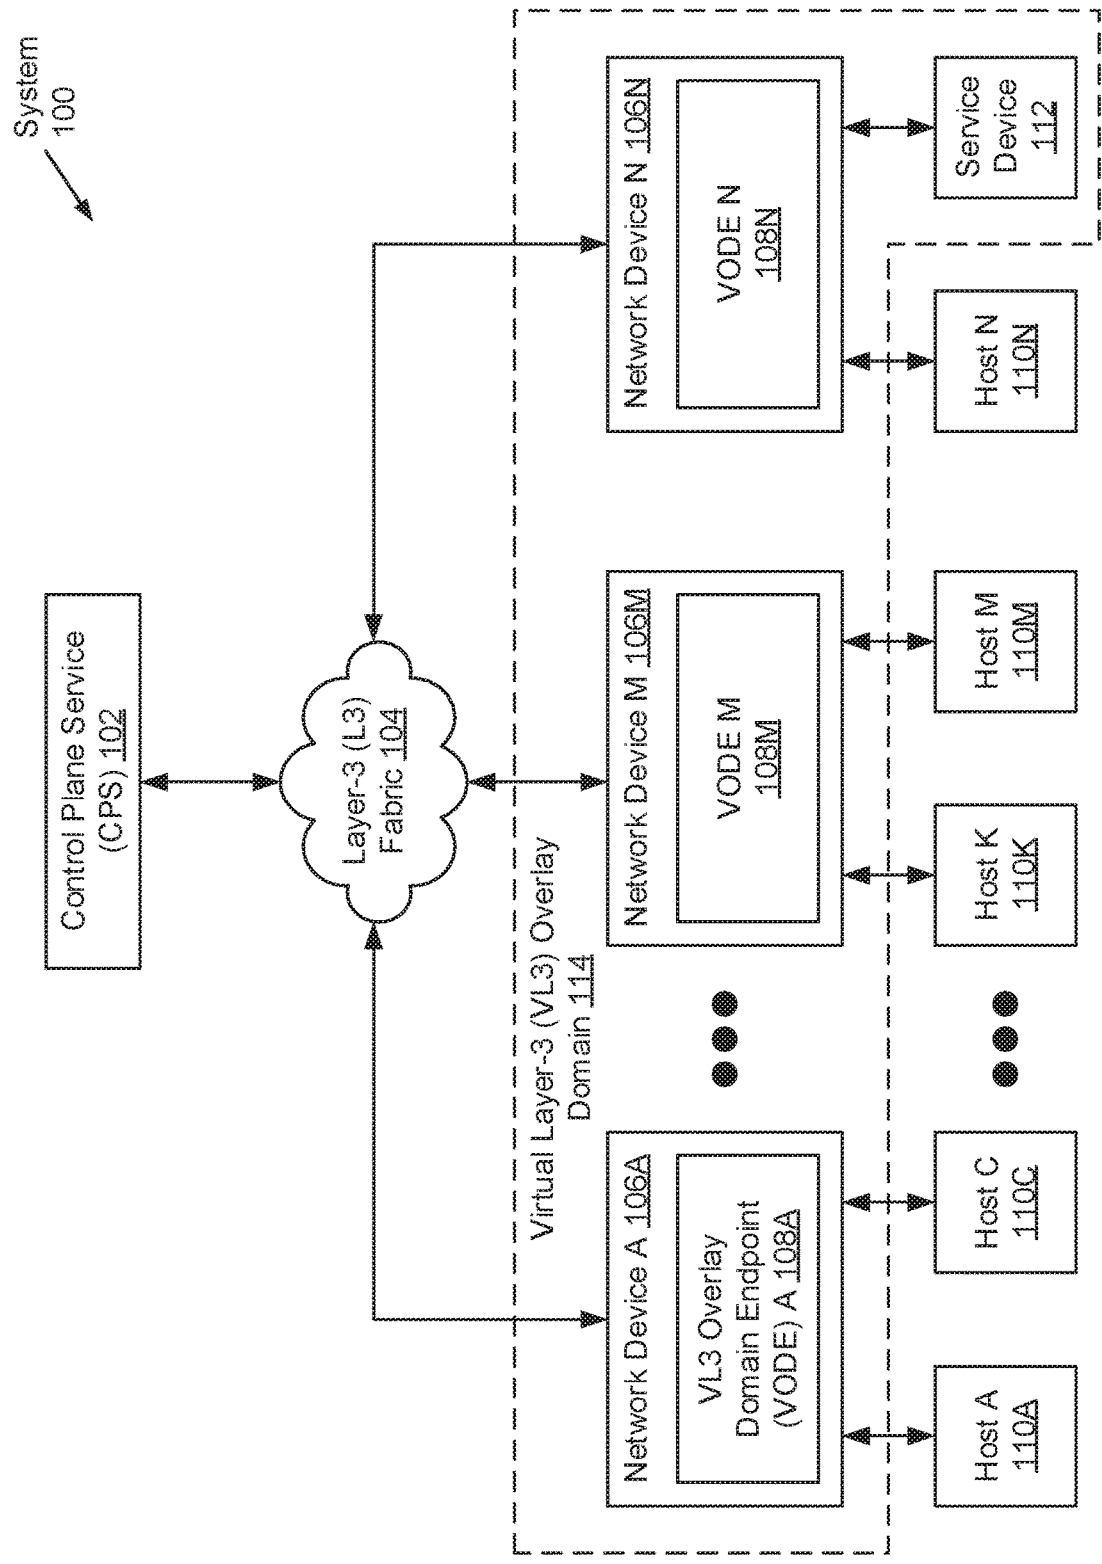 System
100
Control Plane Service
(CPS) 102
Layer-3 (L3)
Fabric 104
Virtual Layer-3 (VL3) Overlay
Domain 114
Network Device A 106A
VL3 Overlay
Domain Endpoint
(VODE) A 108A
Network Device M 106M
VODE M
108M
Network Device N 106N
VODE N
108N
Host A
110A
Host C
110C
Host K
110K
Host M
110M
Host N
110N
Service
Device
112